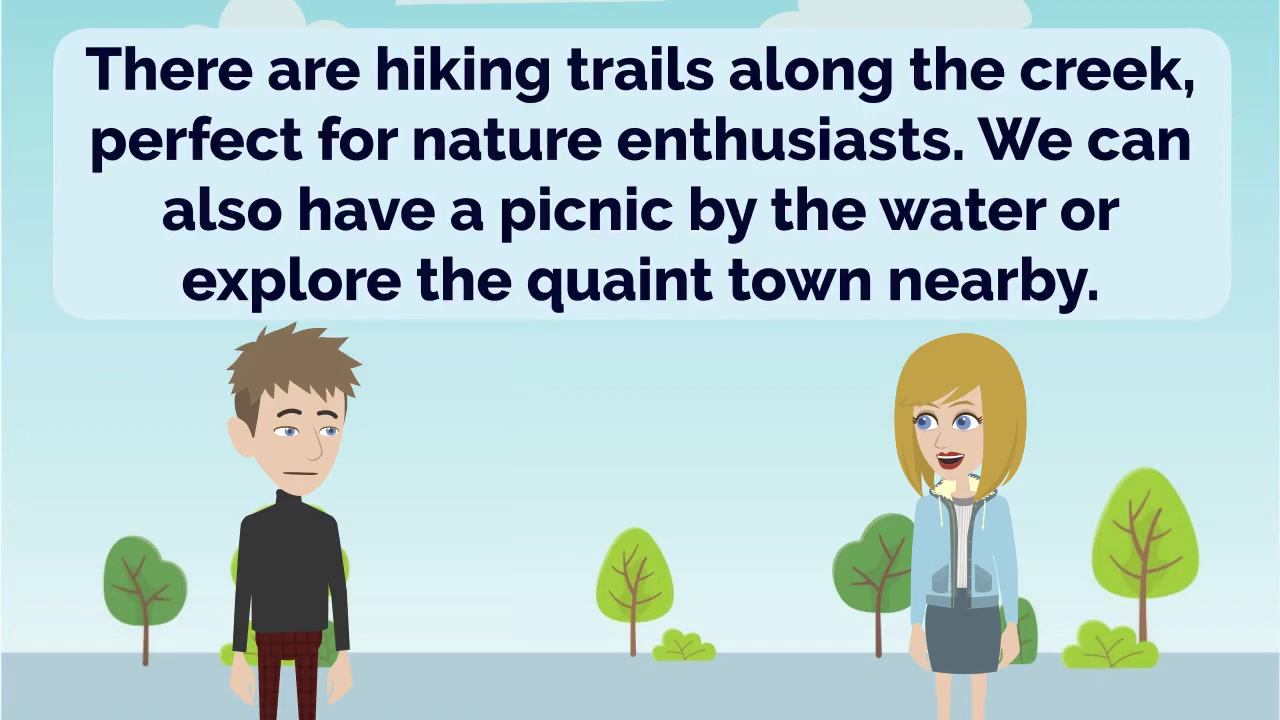 There are hiking trails along the creek,
perfect for nature enthusiasts. We can
also have a picnic by the water or
explore the quaint town nearby.